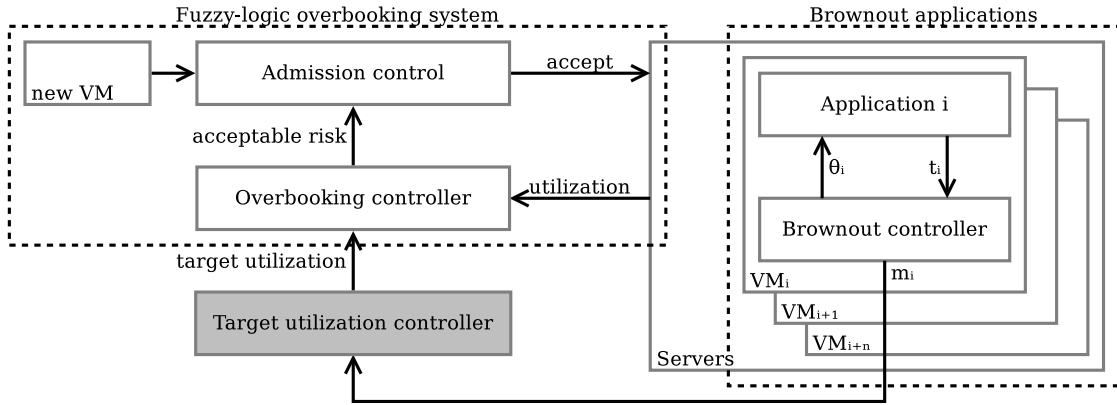 Fuzzy-logic overbooking system
Brownout applications
new VM
Admission control
accept
acceptable risk
Overbooking controller
utilization
target utilization
Target utilization controller
Application i
θᵢ
tᵢ
Brownout controller
mᵢ
VMᵢ
VMᵢ₊₁
VMᵢ₊ₙ
Servers